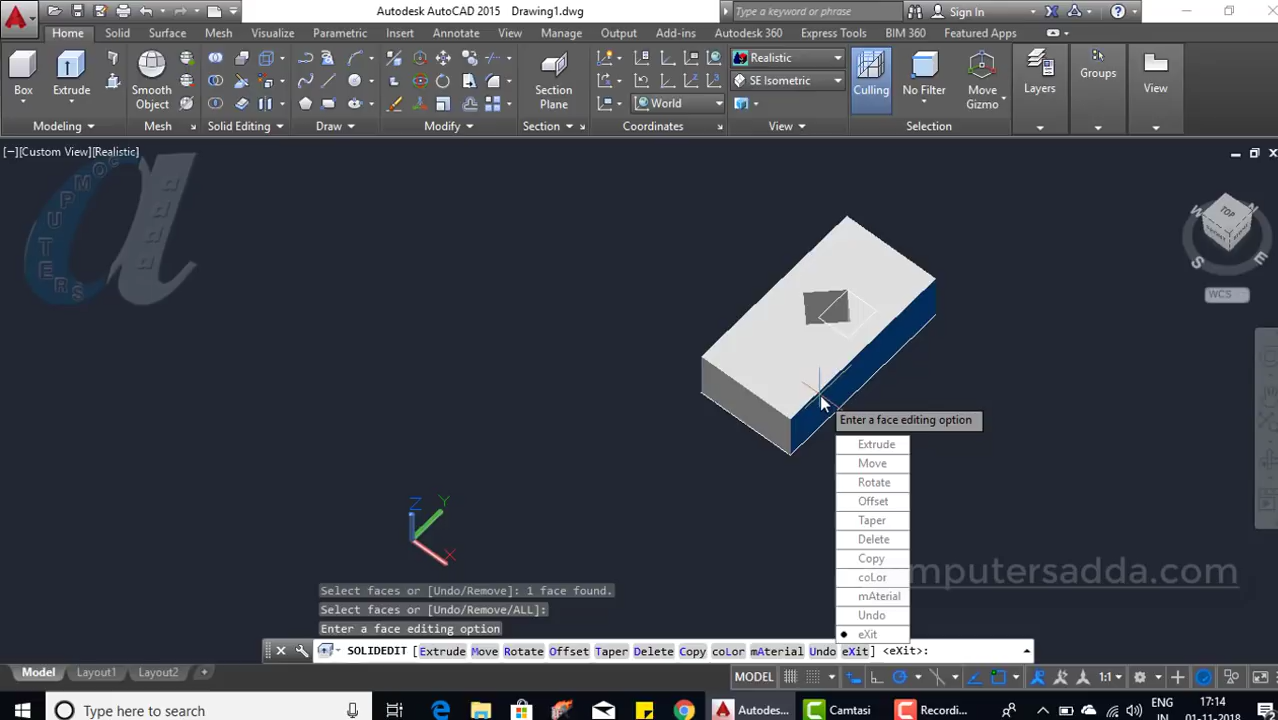 Autodesk AutoCAD 2015 Drawing1.dwg
Type a keyword or phrase
Sign In
Home Solid Surface Mesh Visualize Parametric Insert Annotate View Manage Output Add-ins Autodesk 360 Express Tools BIM 360 Featured Apps
Realistic
SE Isometric
World
Box
Extrude
Smooth
Object
Section
Plane
Culling
No Filter
Move
Gizmo
Layers
Groups
View
Modeling
Mesh
Solid Editing
Draw
Modify
Section
Coordinates
View
Selection
[−][Custom View][Realistic]
COMPUTERS
TOP
W
S
E
WCS
Z
Y
X
Enter a face editing option
Extrude
Move
Rotate
Offset
Taper
Delete
Copy
coLor
mAterial
Undo
eXit
mputersadda.com
Select faces or [Undo/Remove]: 1 face found.
Select faces or [Undo/Remove/ALL]:
Enter a face editing option
SOLIDEDIT [Extrude Move Rotate Offset Taper Delete Copy coLor mAterial Undo eXit] <eXit>:
Model Layout1 Layout2 +
MODEL
1:1
Type here to search
Autodes...
Camtasi
Recordi...
ENG
IN
17:14
01-11-2018